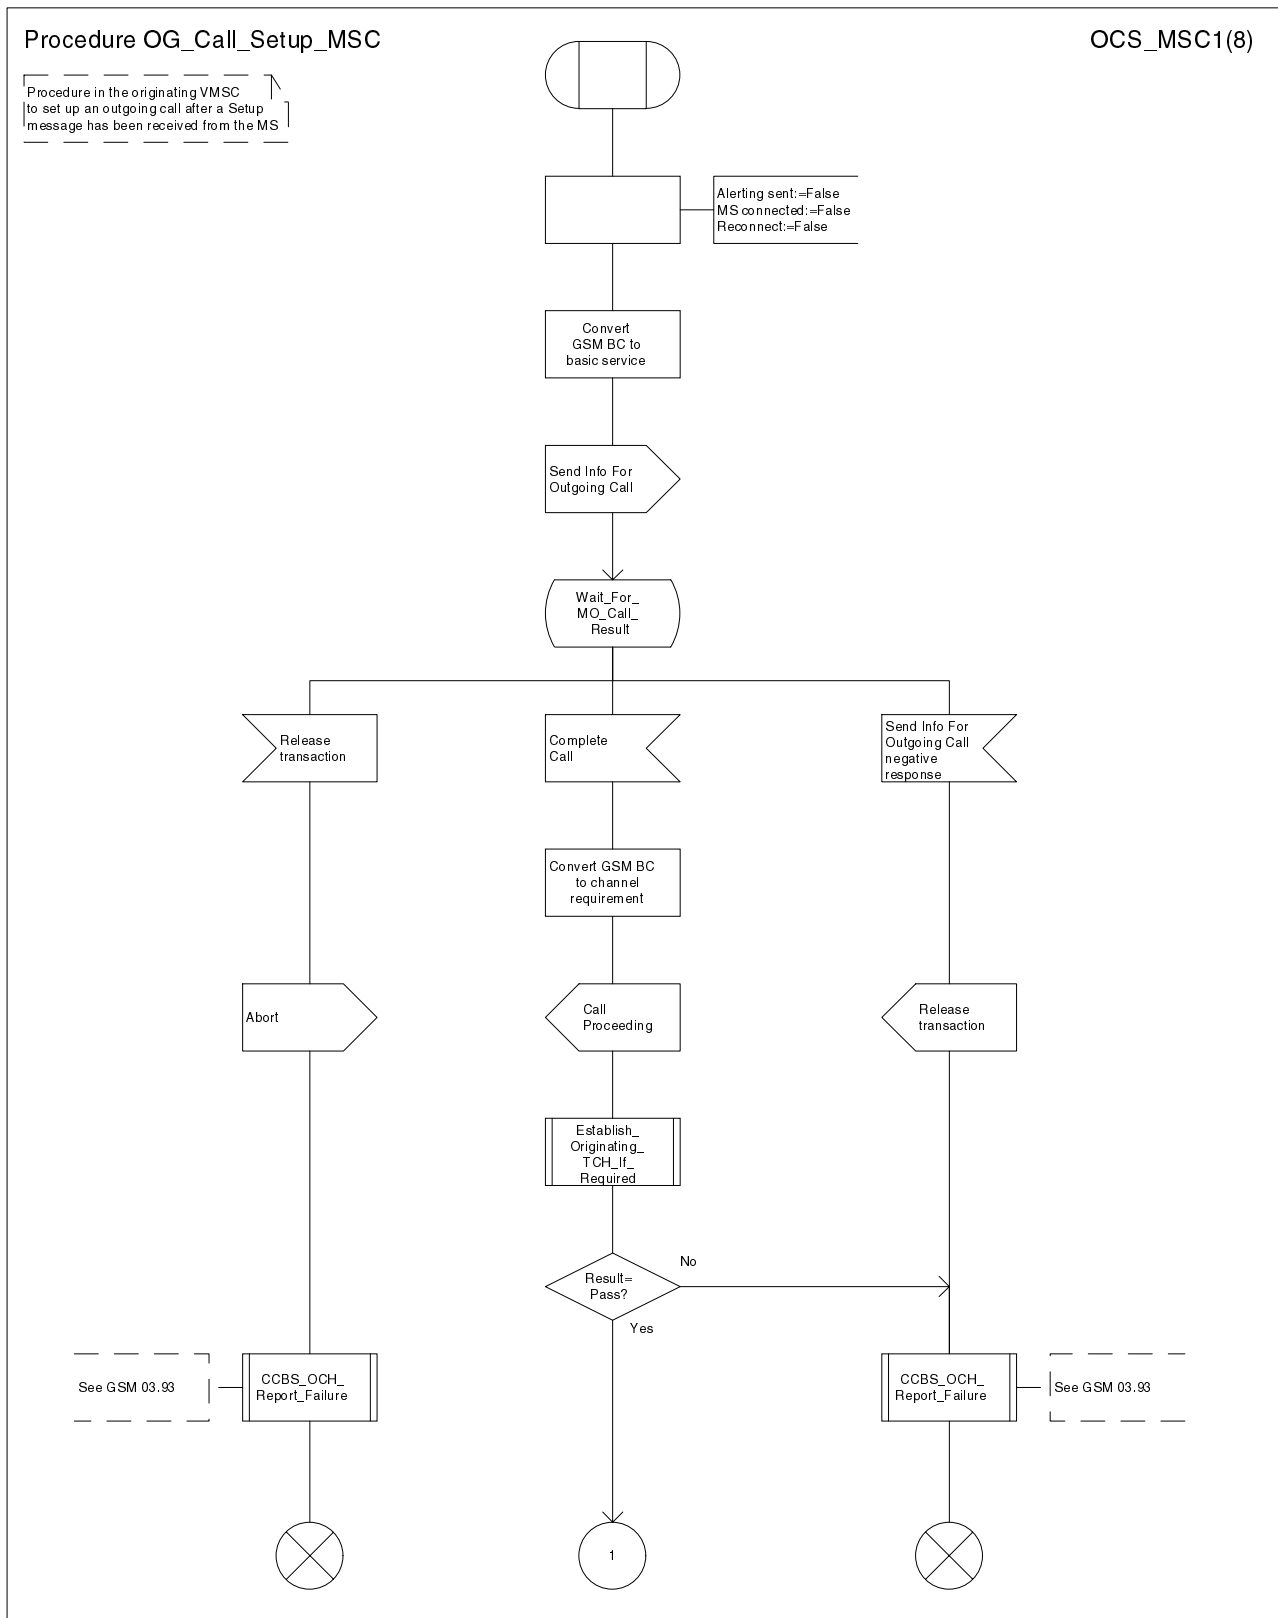 Procedure OG_Call_Setup_MSC
OCS_MSC1(8)
Procedure in the originating VMSC
to set up an outgoing call after a Setup
message has been received from the MS
Alerting sent:=False
MS connected:=False
Reconnect:=False
Convert
GSM BC to
basic service
Send Info For
Outgoing Call
Wait_For_
MO_Call_
Result
Release
transaction
Complete
Call
Send Info For
Outgoing Call
negative
response
Convert GSM BC
to channel
requirement
Abort
Call
Proceeding
Release
transaction
Establish_
Originating_
TCH_If_
Required
Result=
Pass?
No
Yes
See GSM 03.93
CCBS_OCH_
Report_Failure
CCBS_OCH_
Report_Failure
See GSM 03.93
1